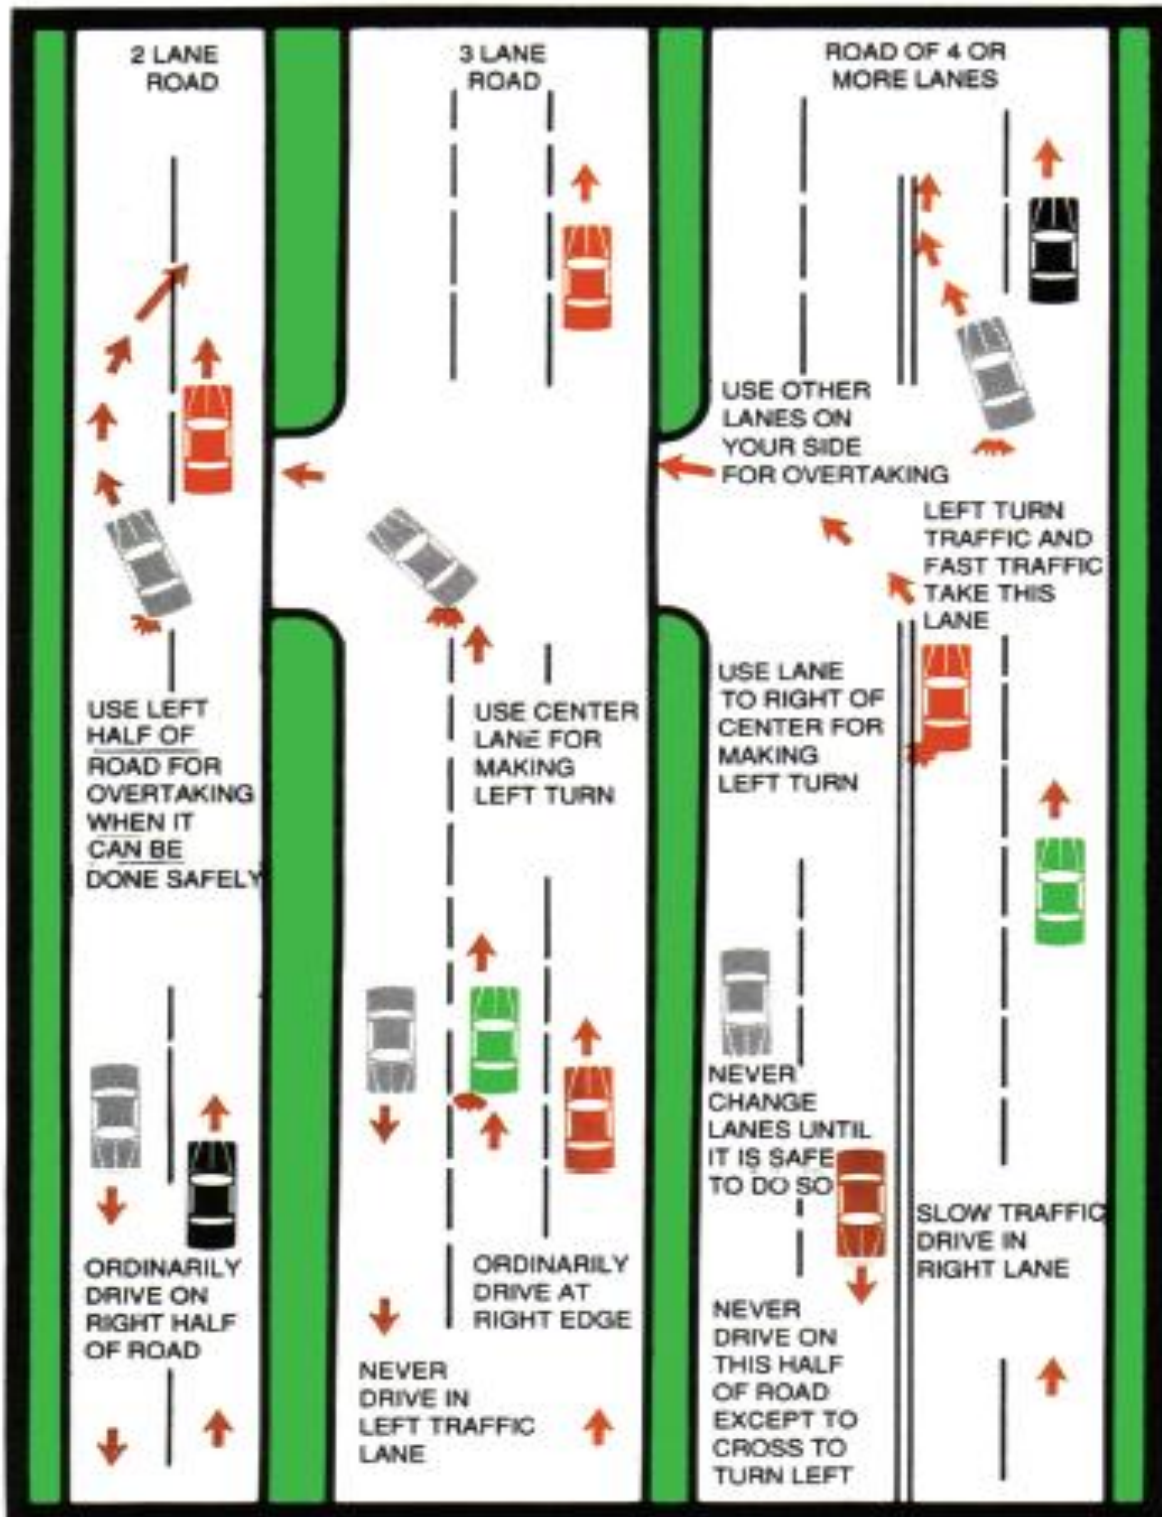 2 LANE
ROAD
USE LEFT
HALF OF
ROAD FOR
OVERTAKING
WHEN IT
CAN BE
DONE SAFELY
ORDINARILY
DRIVE ON
RIGHT HALF
OF ROAD
3 LANE
ROAD
USE CENTER
LANE FOR
MAKING
LEFT TURN
ORDINARILY
DRIVE AT
RIGHT EDGE
NEVER
DRIVE IN
LEFT TRAFFIC
LANE
ROAD OF 4 OR
MORE LANES
USE OTHER
LANES ON
YOUR SIDE
FOR OVERTAKING
LEFT TURN
TRAFFIC AND
FAST TRAFFIC
TAKE THIS
LANE
USE LANE
TO RIGHT OF
CENTER FOR
MAKING
LEFT TURN
NEVER
CHANGE
LANES UNTIL
IT IS SAFE
TO DO SO
SLOW TRAFFIC
DRIVE IN
RIGHT LANE
NEVER
DRIVE ON
THIS HALF
OF ROAD
EXCEPT TO
CROSS TO
TURN LEFT